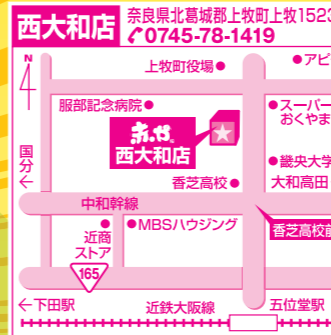 西大和店
奈良県北葛城郡上牧町上牧1523
0745-78-1419
N
上牧町役場
アピ
服部記念病院
スーパー
おくやま
赤から
西大和店
国分
畿央大学
香芝高校
大和高田
中和幹線
MBSハウジング
香芝高校前
近商
ストア
165
下田駅
近鉄大阪線
五位堂駅